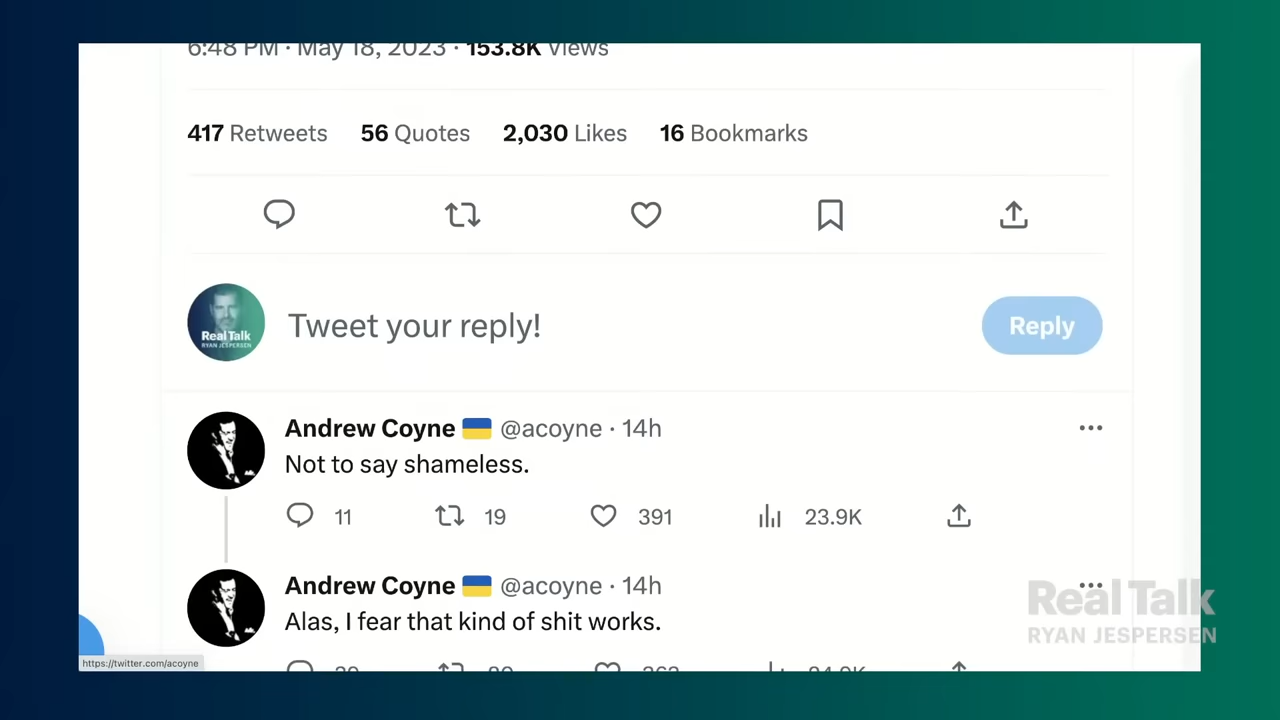 6:48 PM · May 18, 2023 · 153.8K Views
417 Retweets 56 Quotes 2,030 Likes 16 Bookmarks
Real Talk
RYAN JESPERSEN
Tweet your reply!
Reply
Andrew Coyne @acoyne · 14h
Not to say shameless.
11 19 391 23.9K
Andrew Coyne @acoyne · 14h
Alas, I fear that kind of shit works.
Real Talk
RYAN JESPERSEN
https://twitter.com/acoyne